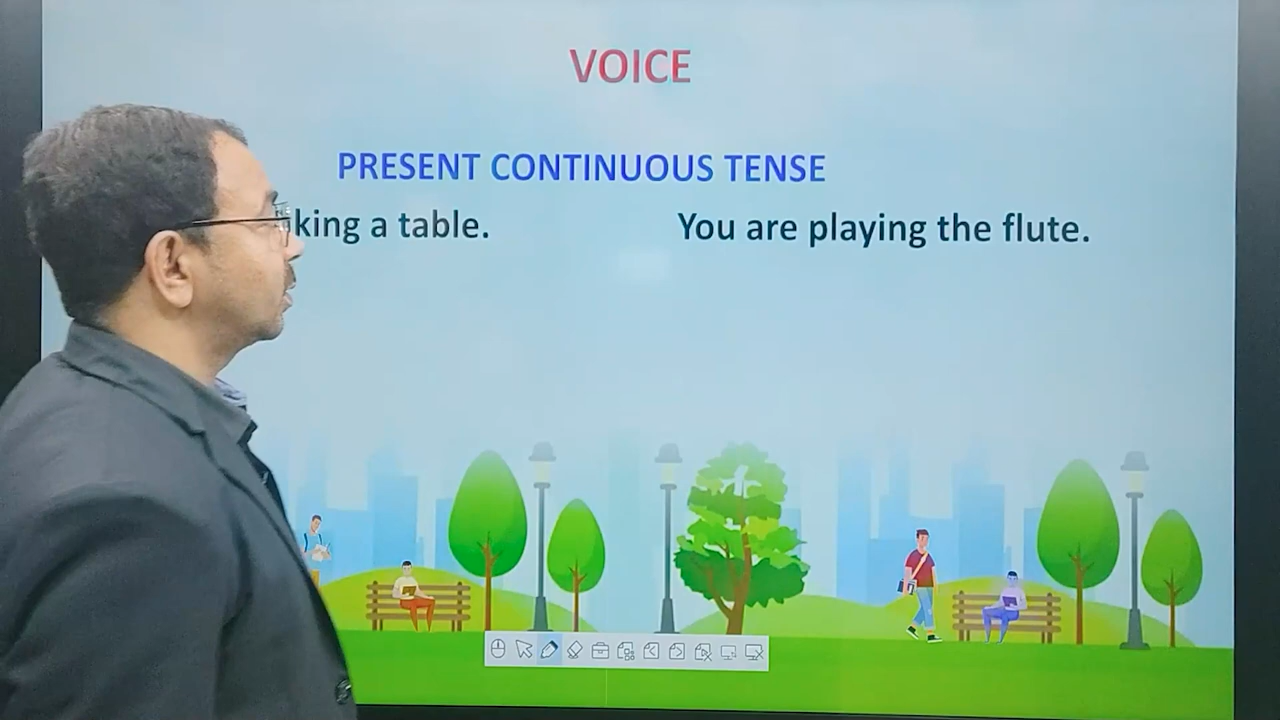 VOICE
PRESENT CONTINUOUS TENSE
a table. You are playing the flute.